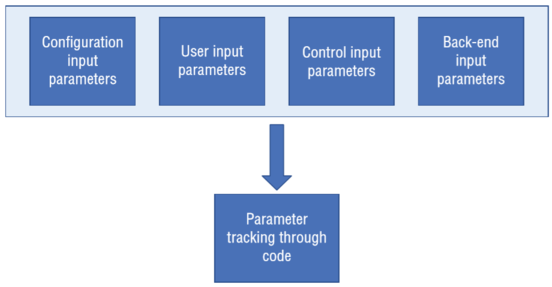 Configuration
input
parameters
User input
parameters
Control input
parameters
Back-end
input
parameters
Parameter
tracking through
code